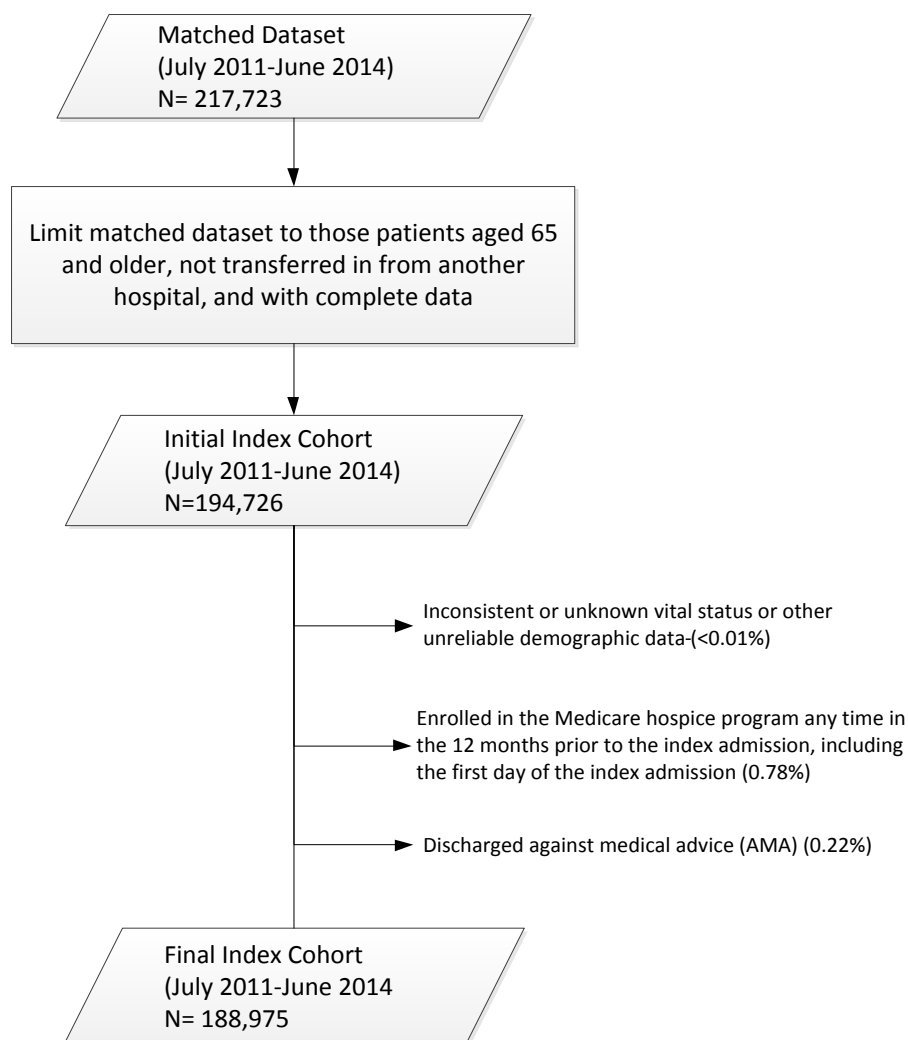 Matched Dataset
(July 2011-June 2014)
N= 217,723
Limit matched dataset to those patients aged 65
and older, not transferred in from another
hospital, and with complete data
Initial Index Cohort
(July 2011-June 2014)
N=194,726
Inconsistent or unknown vital status or other
unreliable demographic data-(<0.01%)
Enrolled in the Medicare hospice program any time in
the 12 months prior to the index admission, including
the first day of the index admission (0.78%)
Discharged against medical advice (AMA) (0.22%)
Final Index Cohort
(July 2011-June 2014
N= 188,975